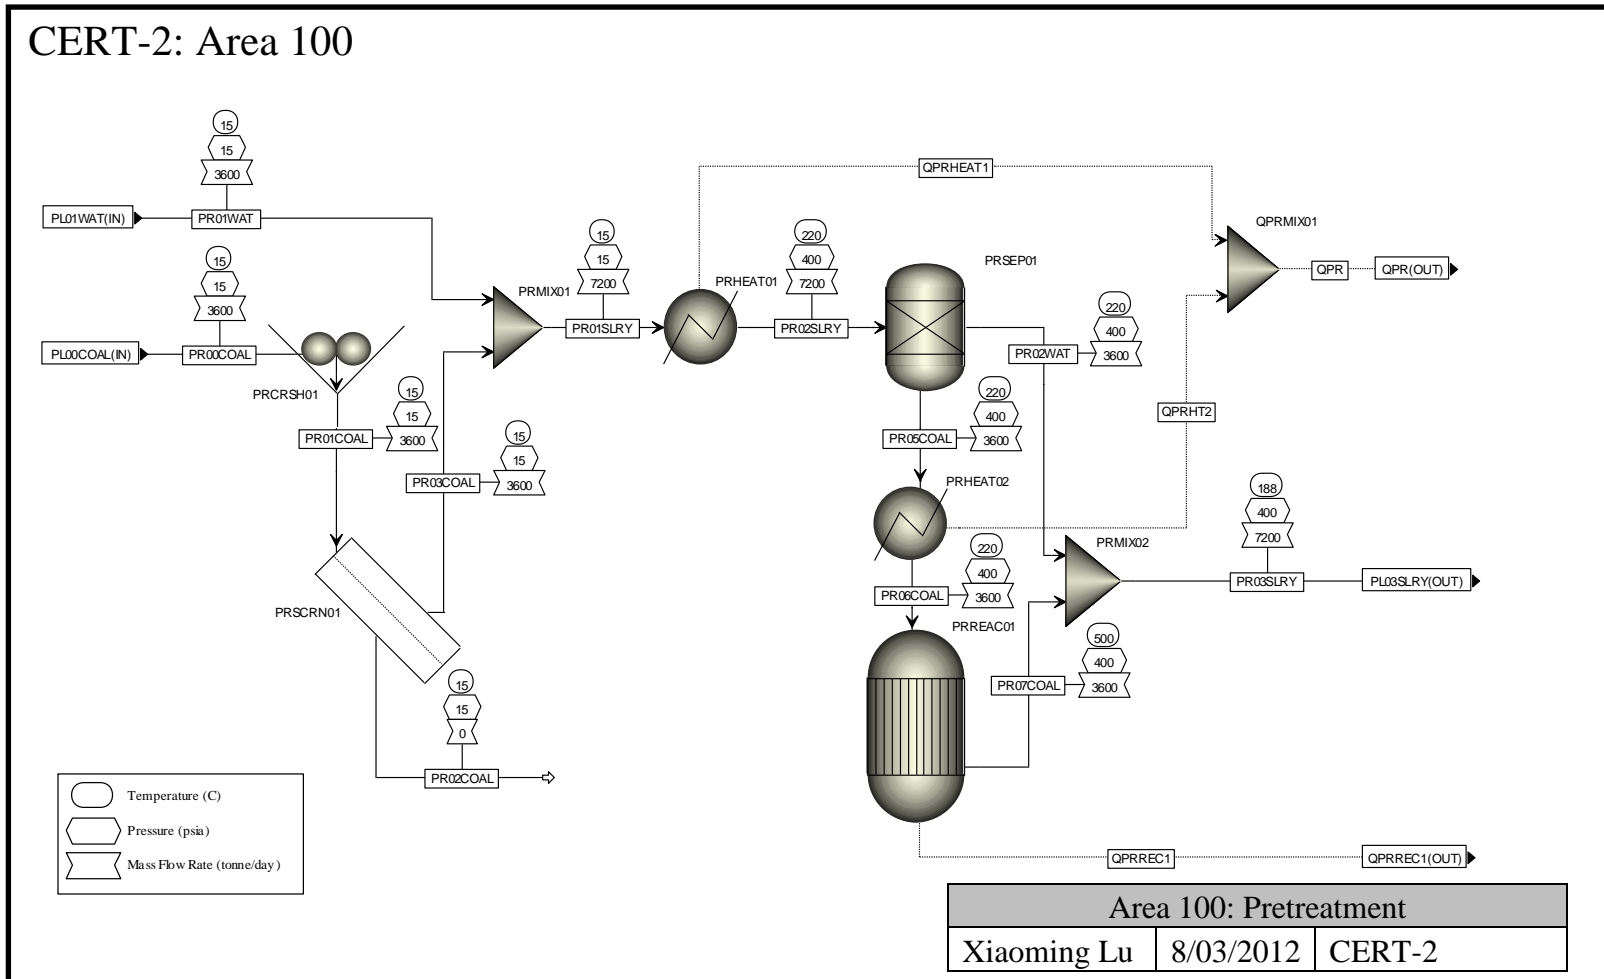 CERT-2: Area 100
15
15
3600
PL01WAT(IN)
PR01WAT
15
15
3600
PL00COAL(IN)
PR00COAL
PRCRSH01
15
15
3600
PR01COAL
15
15
3600
PR03COAL
PRSCRN01
15
15
0
PR02COAL
PRMIX01
15
15
7200
PR01SLRY
PRHEAT01
220
400
7200
PR02SLRY
QPRHEAT1
PRSEP01
QPRMIX01
QPR
QPR(OUT)
220
400
3600
PR02WAT
220
400
3600
PR05COAL
QPRHT2
PRHEAT02
220
400
3600
PR06COAL
PRREAC01
PRMIX02
188
400
7200
PR03SLRY
PL03SLRY(OUT)
500
400
3600
PR07COAL
QPRREC1
QPRREC1(OUT)
Temperature (C)
Pressure (psia)
Mass Flow Rate (tonne/day)
Area 100: Pretreatment
Xiaoming Lu 8/03/2012 CERT-2